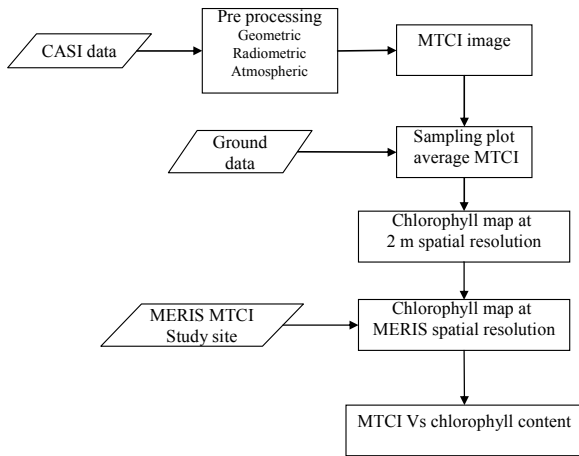 CASI data
Pre processing
Geometric
Radiometric
Atmospheric
MTCI image
Ground
data
Sampling plot
average MTCI
Chlorophyll map at
2 m spatial resolution
MERIS MTCI
Study site
Chlorophyll map at
MERIS spatial resolution
MTCI Vs chlorophyll content